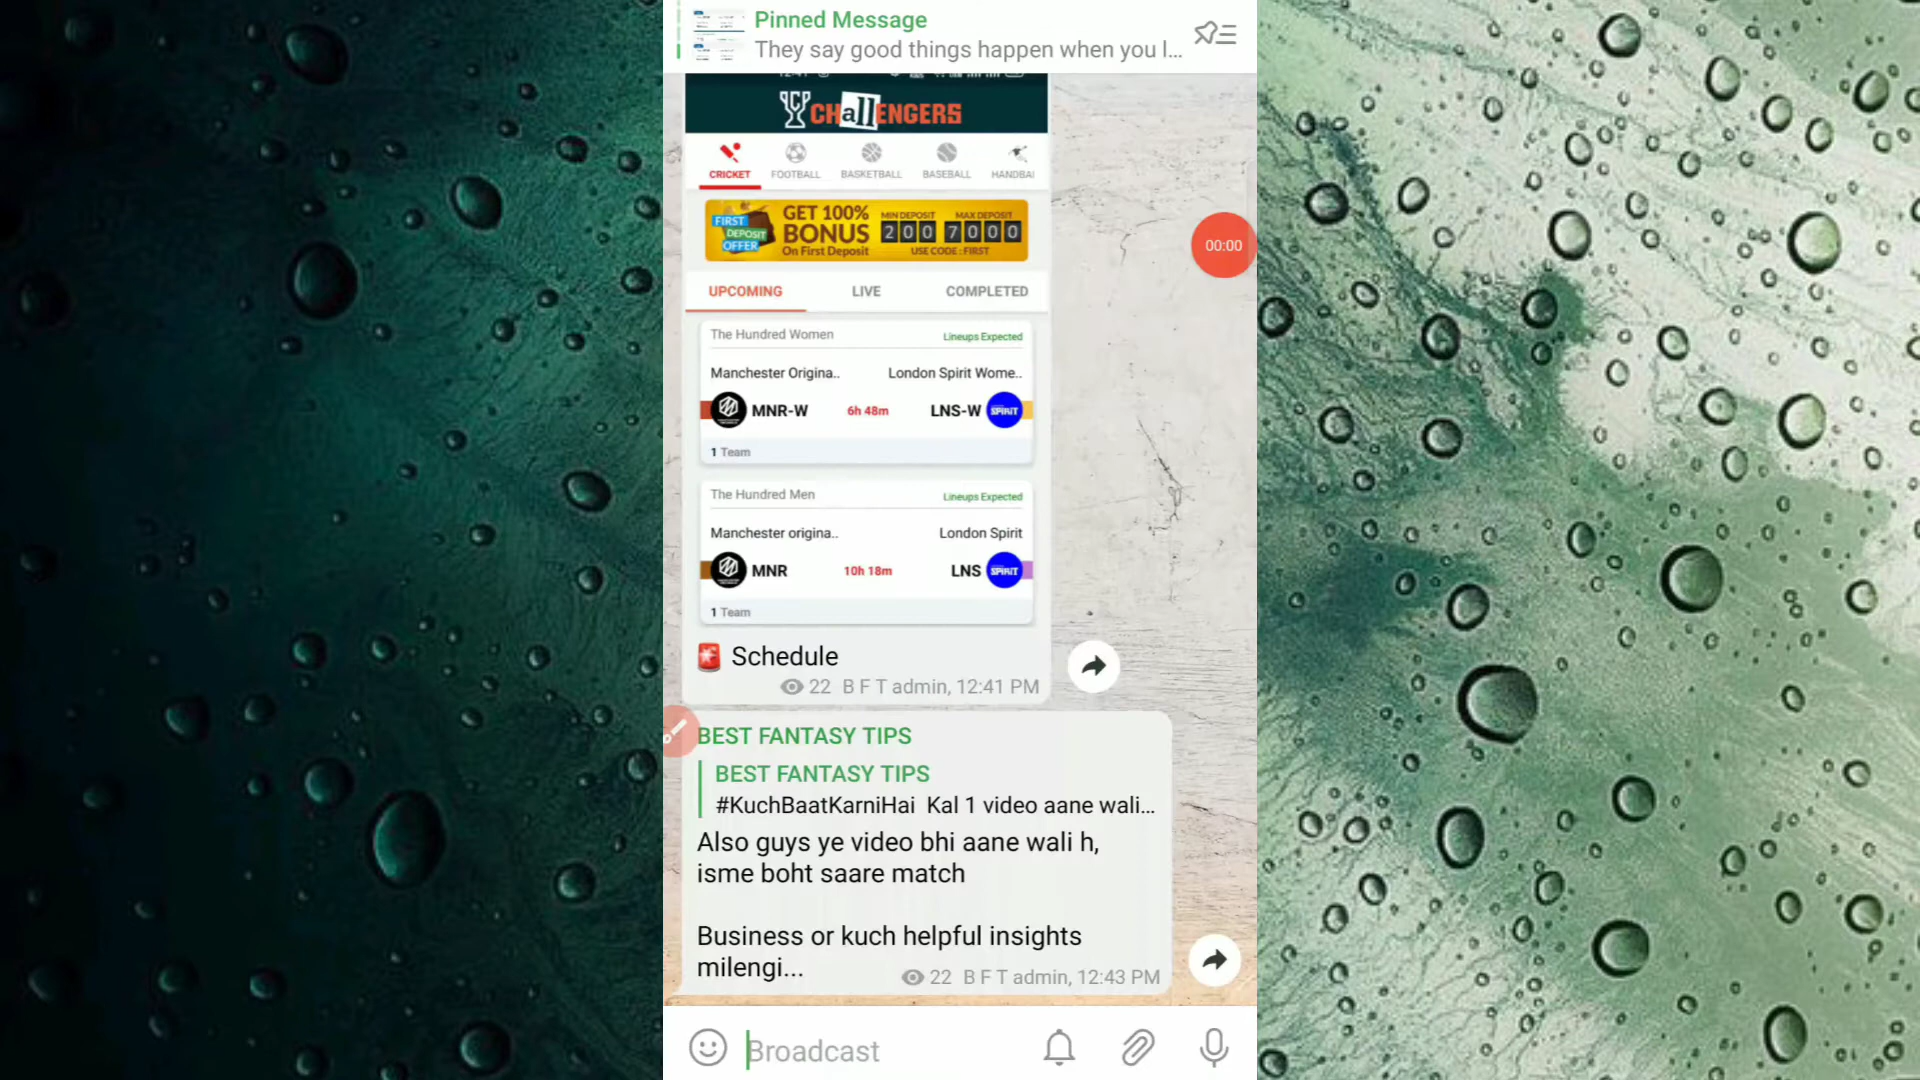 Pinned Message
They say good things happen when you l...
CHallENGERS
CRICKET FOOTBALL BASKETBALL BASEBALL HANDBAI
FIRST DEPOSIT OFFER
GET 100% BONUS On First Deposit
MIN DEPOSIT 200 MAX DEPOSIT 7000
USE CODE : FIRST
00:00
UPCOMING LIVE COMPLETED
The Hundred Women Lineups Expected
Manchester Origina.. London Spirit Wome..
MNR-W 6h 48m LNS-W SPIRIT
1 Team
The Hundred Men Lineups Expected
Manchester origina.. London Spirit
MNR 10h 18m LNS SPIRIT
1 Team
🚨 Schedule
22 B F T admin, 12:41 PM
BEST FANTASY TIPS
BEST FANTASY TIPS
#KuchBaatKarniHai Kal 1 video aane wali...
Also guys ye video bhi aane wali h,
isme boht saare match
Business or kuch helpful insights
milengi...
22 B F T admin, 12:43 PM
Broadcast